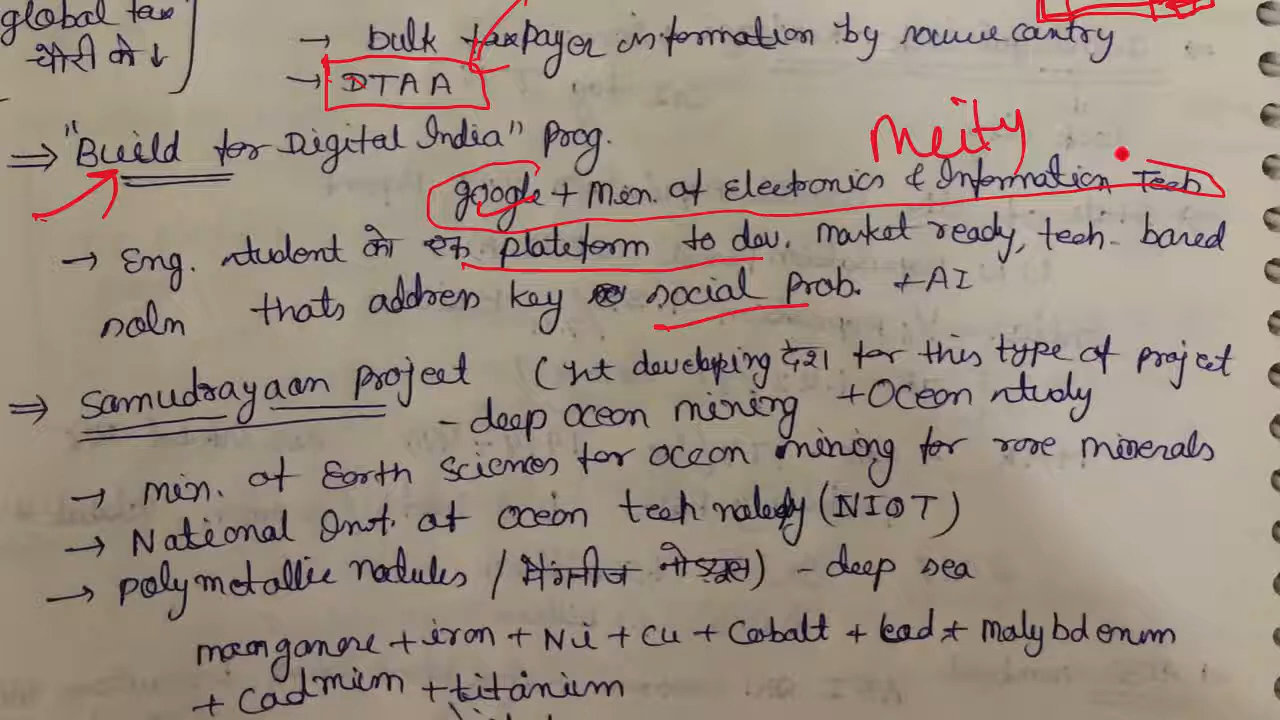 global tax
चोरी को ↓
→ bulk taxpayer information by source cantry
→ DTAA
⇒ "Build for Digital India" Prog.
Meity
google + Min. of Electronics & Information Tech
→ Eng. student को एक plateform to dev. market ready, tech. based
soln thats address key social Prob. + AI
⇒ Samudrayaan project (1st developing देश for this type of project
- deep ocean mining + Ocean study
→ Min. of Earth Sciences for ocean mining for rare minerals
→ National Inst. of ocean technology (NIOT)
→ polymetallic nodules / मैंगनीज नोड्यूल) - deep sea
manganese + iron + Ni + Cu + Cobalt + lead + Malybdenum
+ Cadmium + titanium